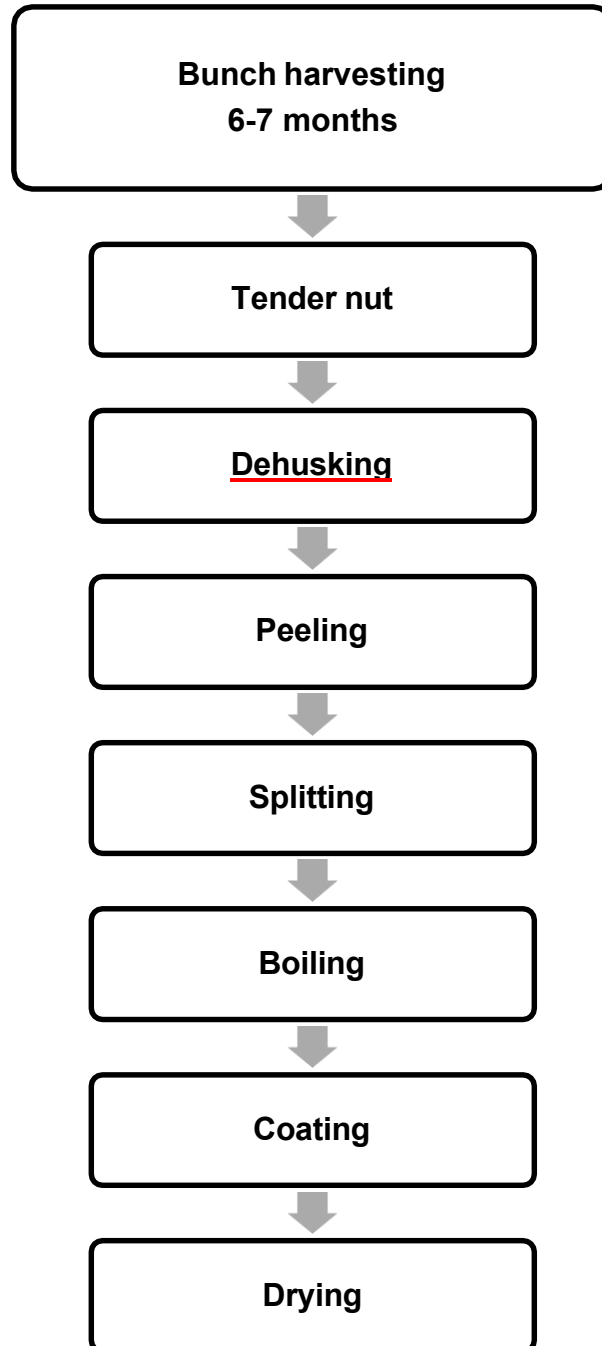 Bunch harvesting
6-7 months
Tender nut
Dehusking
Peeling
Splitting
Boiling
Coating
Drying